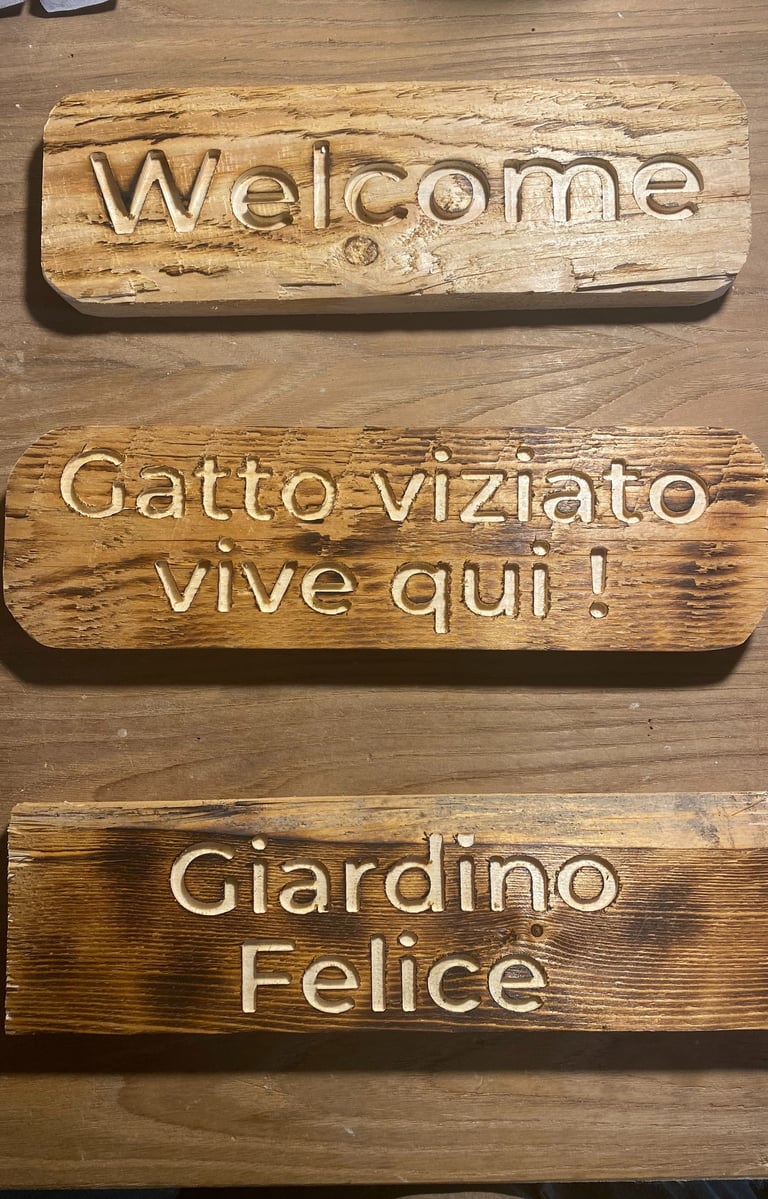 Welcome
Gatto viziato
vive qui !
Giardino
Felice